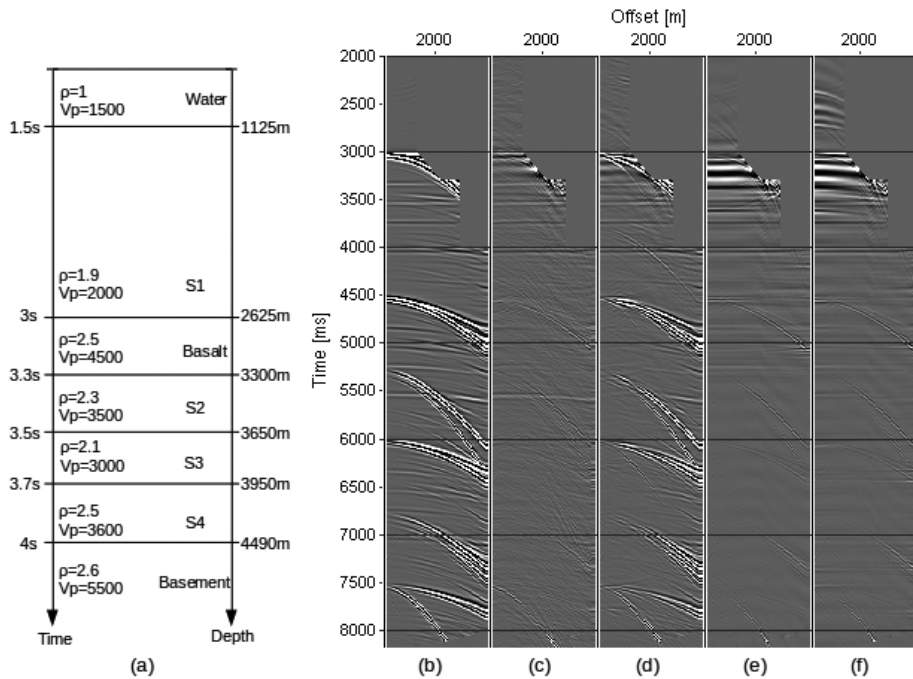 Offset [m]
2000 2000 2000 2000 2000
ρ=1
Vp=1500
Water
1.5s
1125m
ρ=1.9
Vp=2000
S1
3s
2625m
ρ=2.5
Vp=4500
Basalt
3.3s
3300m
ρ=2.3
Vp=3500
S2
3.5s
3650m
ρ=2.1
Vp=3000
S3
3.7s
3950m
ρ=2.5
Vp=3600
S4
4s
4490m
ρ=2.6
Vp=5500
Basement
Time
Depth
Time [ms]
2000
2500
3000
3500
4000
4500
5000
5500
6000
6500
7000
7500
8000
(a) (b) (c) (d) (e) (f)